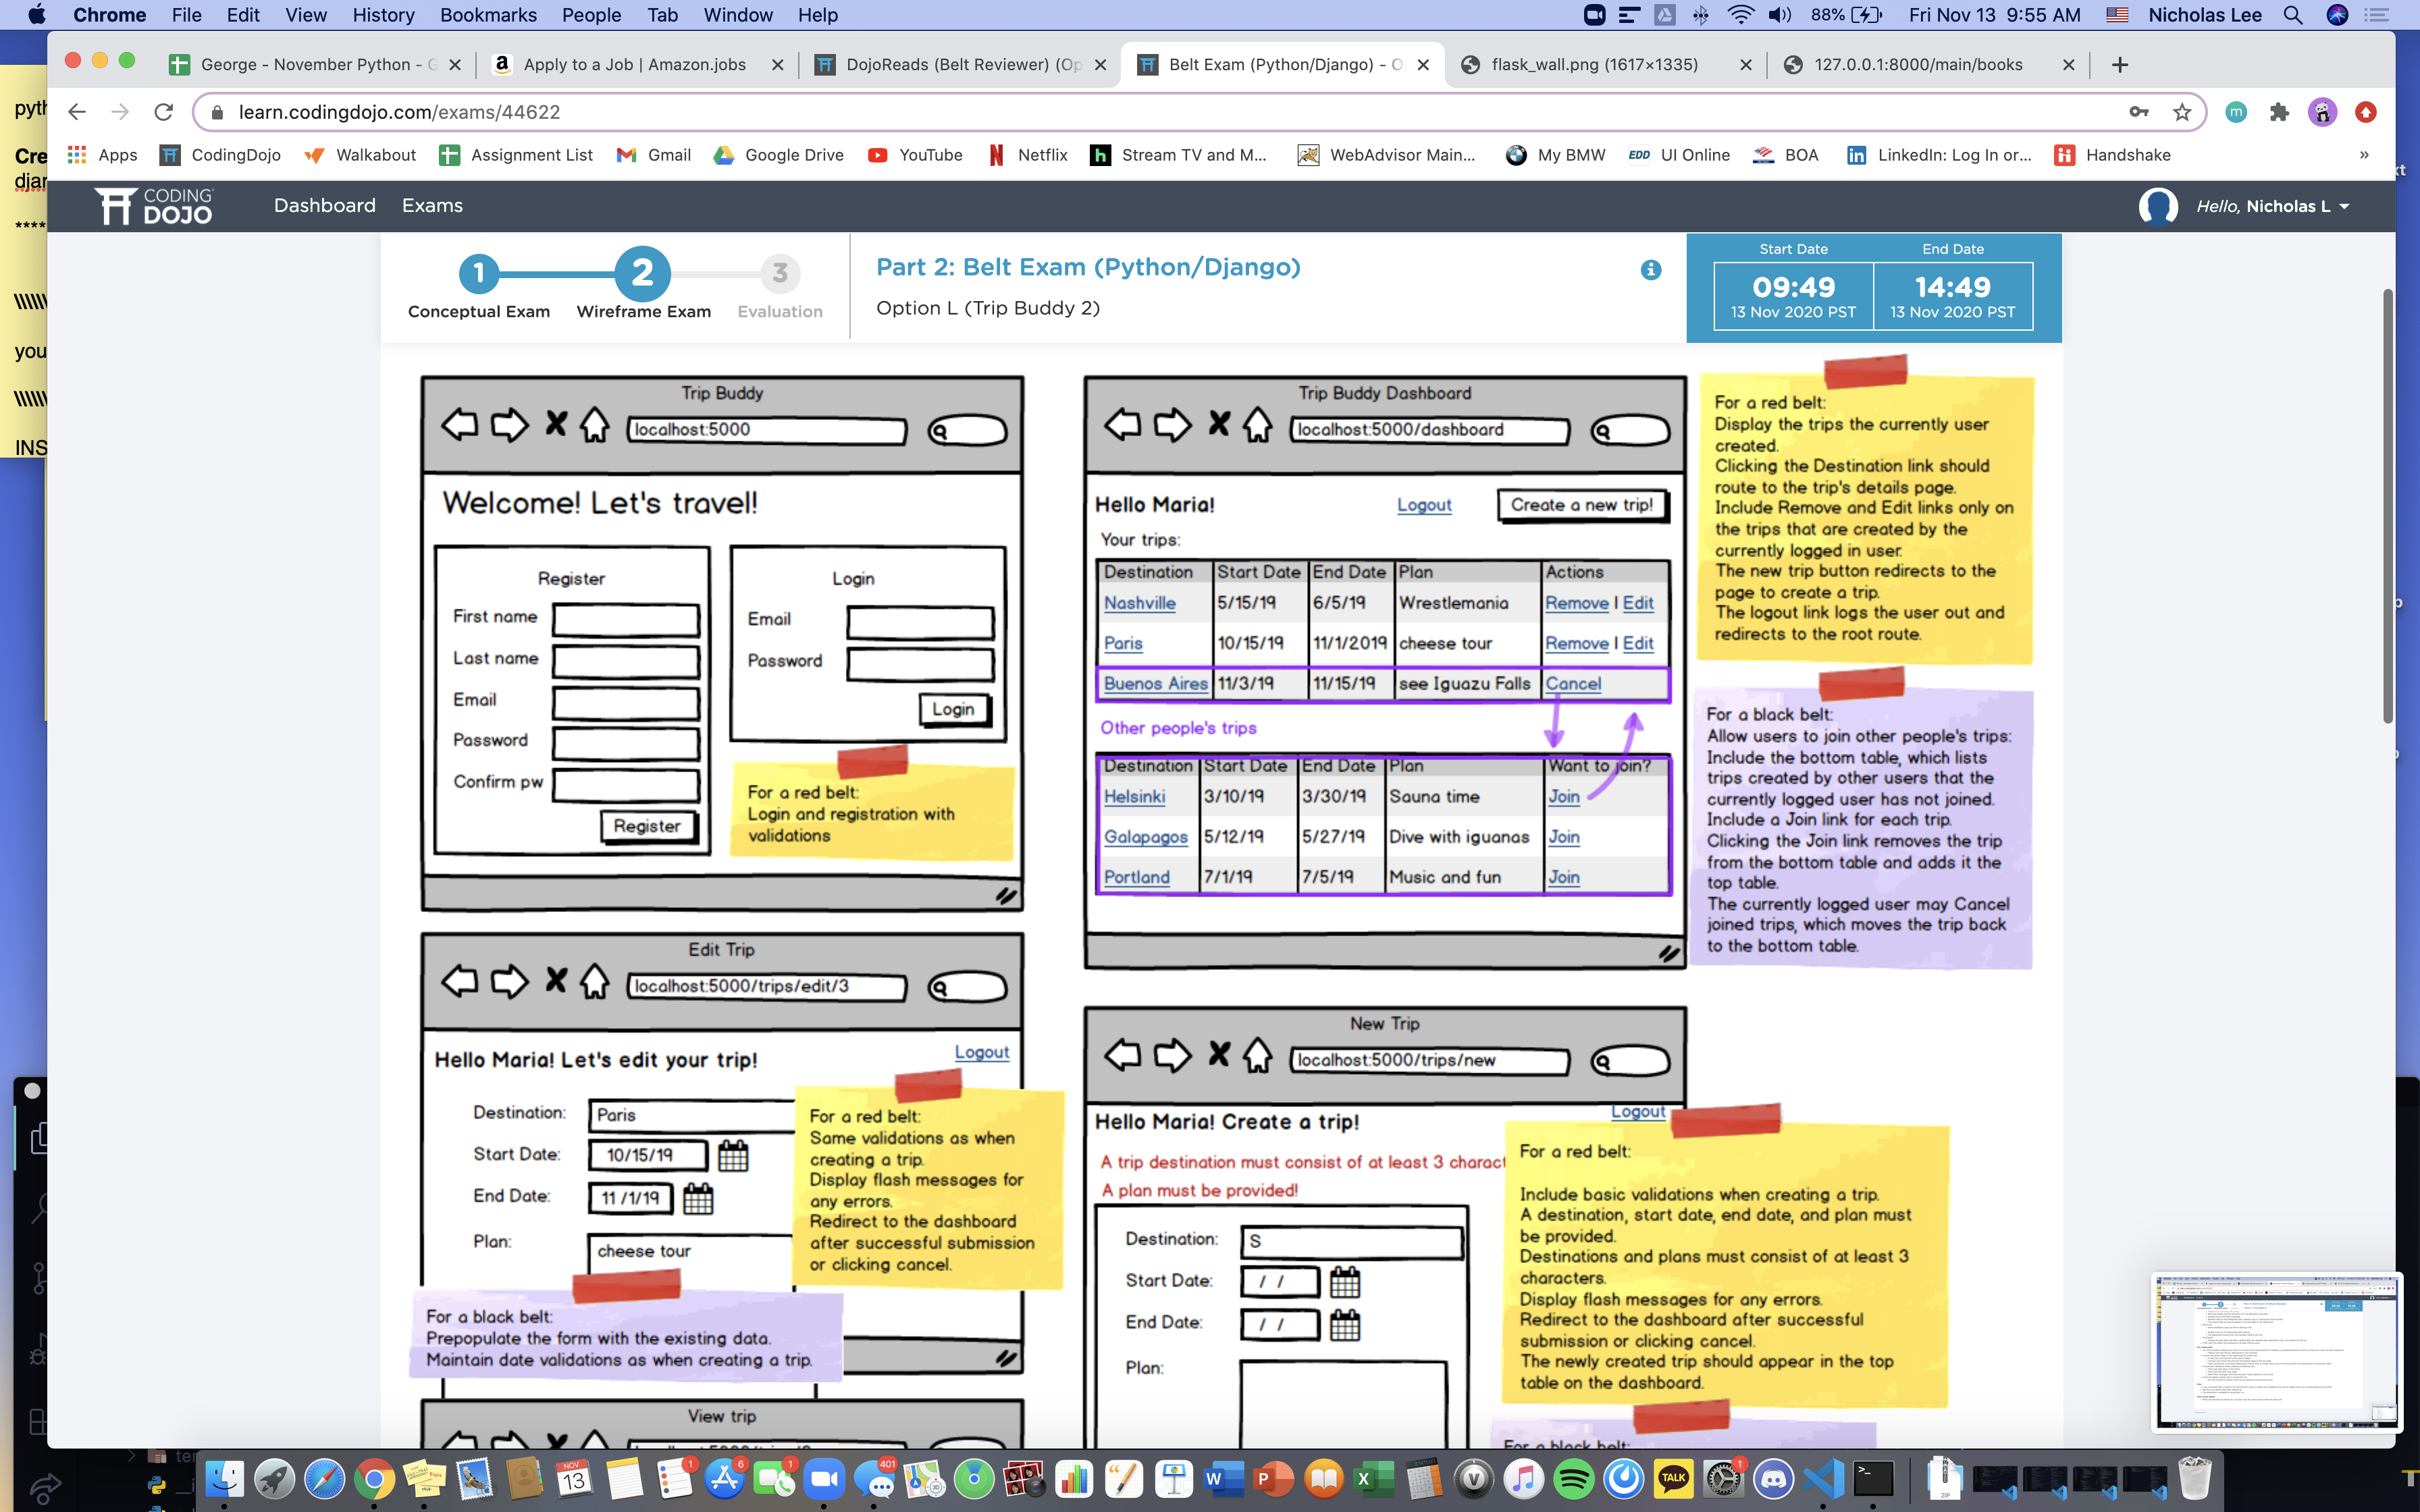 Chrome File Edit View History Bookmarks People Tab Window Help
88% Fri Nov 13 9:55 AM Nicholas Lee
George - November Python - G
Apply to a Job | Amazon.jobs
DojoReads (Belt Reviewer) (Op
Belt Exam (Python/Django) - O
flask_wall.png (1617×1335)
127.0.0.1:8000/main/books
learn.codingdojo.com/exams/44622
m
Apps CodingDojo Walkabout Assignment List Gmail Google Drive YouTube Netflix Stream TV and M... WebAdvisor Main... My BMW EDD UI Online BOA LinkedIn: Log In or... Handshake »
pyth
Cre
djar
****
\\\\\\
you
\\\\\\
INS
CODING DOJO
Dashboard Exams
Hello, Nicholas L
1 2 3
Conceptual Exam Wireframe Exam Evaluation
Part 2: Belt Exam (Python/Django)
Option L (Trip Buddy 2)
Start Date End Date
09:49 14:49
13 Nov 2020 PST 13 Nov 2020 PST
Trip Buddy
localhost:5000
Welcome! Let's travel!
Register
First name
Last name
Email
Password
Confirm pw
Register
Login
Email
Password
Login
For a red belt:
Login and registration with
validations
Trip Buddy Dashboard
localhost:5000/dashboard
Hello Maria! Logout Create a new trip!
Your trips:
Destination Start Date End Date Plan Actions
Nashville 5/15/19 6/5/19 Wrestlemania Remove | Edit
Paris 10/15/19 11/1/2019 cheese tour Remove | Edit
Buenos Aires 11/3/19 11/15/19 see Iguazu Falls Cancel
Other people's trips
Destination Start Date End Date Plan Want to join?
Helsinki 3/10/19 3/30/19 Sauna time Join
Galapagos 5/12/19 5/27/19 Dive with iguanas Join
Portland 7/1/19 7/5/19 Music and fun Join
For a red belt:
Display the trips the currently user
created.
Clicking the Destination link should
route to the trip's details page.
Include Remove and Edit links only on
the trips that are created by the
currently logged in user.
The new trip button redirects to the
page to create a trip.
The logout link logs the user out and
redirects to the root route.
For a black belt:
Allow users to join other people's trips:
Include the bottom table, which lists
trips created by other users that the
currently logged user has not joined.
Include a Join link for each trip.
Clicking the Join link removes the trip
from the bottom table and adds it the
top table.
The currently logged user may Cancel
joined trips, which moves the trip back
to the bottom table.
Edit Trip
localhost:5000/trips/edit/3
Logout
Hello Maria! Let's edit your trip!
Destination: Paris
Start Date: 10/15/19
End Date: 11 /1/19
Plan: cheese tour
For a red belt:
Same validations as when
creating a trip.
Display flash messages for
any errors.
Redirect to the dashboard
after successful submission
or clicking cancel.
For a black belt:
Prepopulate the form with the existing data.
Maintain date validations as when creating a trip.
View trip
New Trip
localhost:5000/trips/new
Logout
Hello Maria! Create a trip!
A trip destination must consist of at least 3 charact
A plan must be provided!
Destination: S
Start Date: / /
End Date: / /
Plan:
For a red belt:
Include basic validations when creating a trip.
A destination, start date, end date, and plan must
be provided.
Destinations and plans must consist of at least 3
characters.
Display flash messages for any errors.
Redirect to the dashboard after successful
submission or clicking cancel.
The newly created trip should appear in the top
table on the dashboard.
For a black belt:
NOV
13
1
6
1
401
TALK
1
ZIP